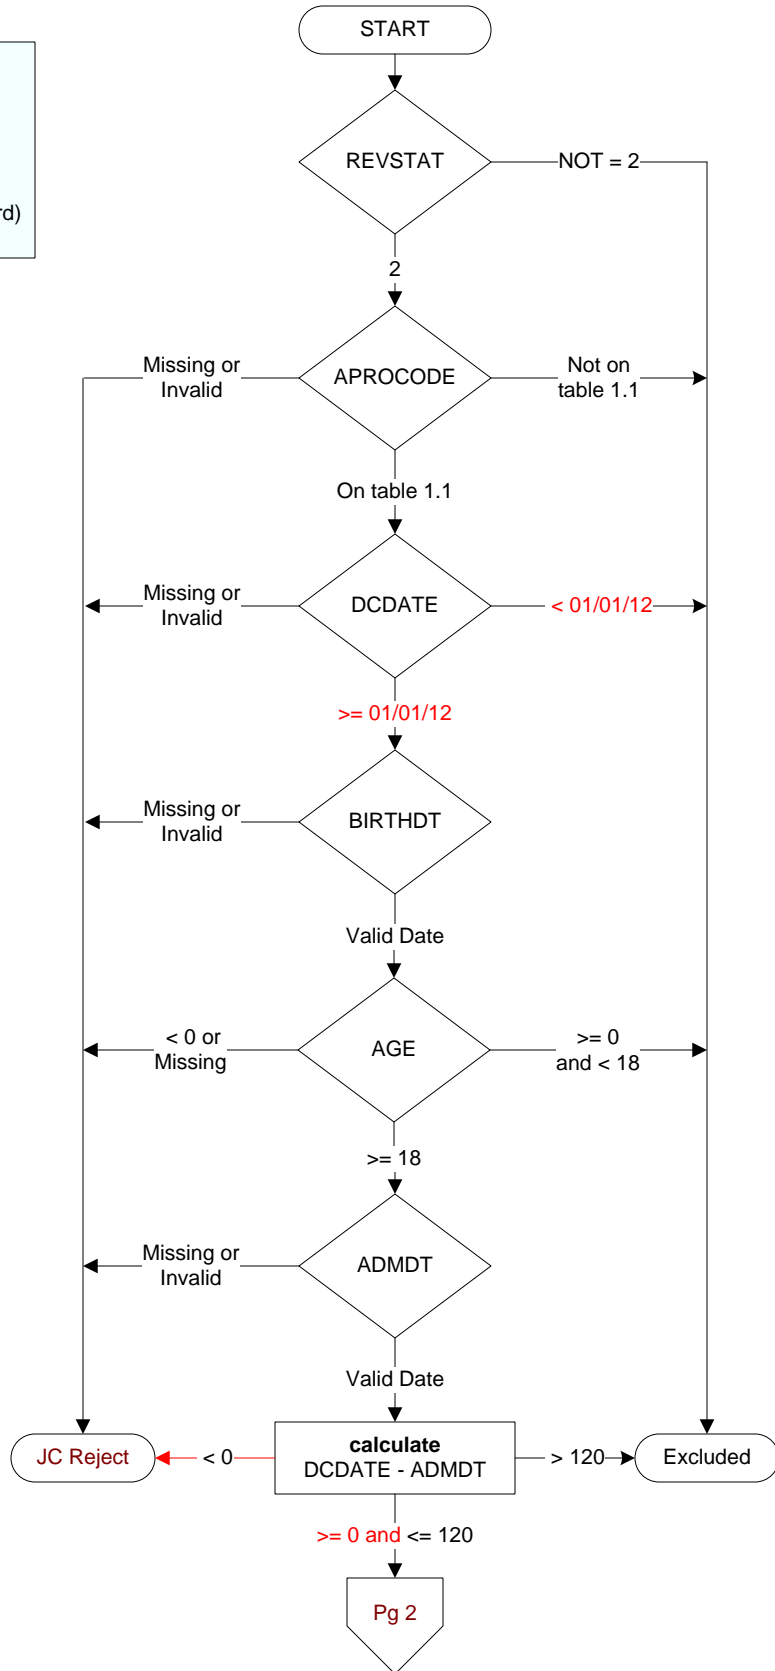 START
REVSTAT
NOT = 2
rd)
2
Missing or
Invalid
APROCODE
Not on
table 1.1
On table 1.1
Missing or
Invalid
DCDATE
< 01/01/12
>= 01/01/12
Missing or
Invalid
BIRTHDT
Valid Date
< 0 or
Missing
AGE
>= 0
and < 18
>= 18
Missing or
Invalid
ADMDT
Valid Date
JC Reject
< 0
calculate
DCDATE - ADMDT
> 120
Excluded
>= 0 and <= 120
Pg 2